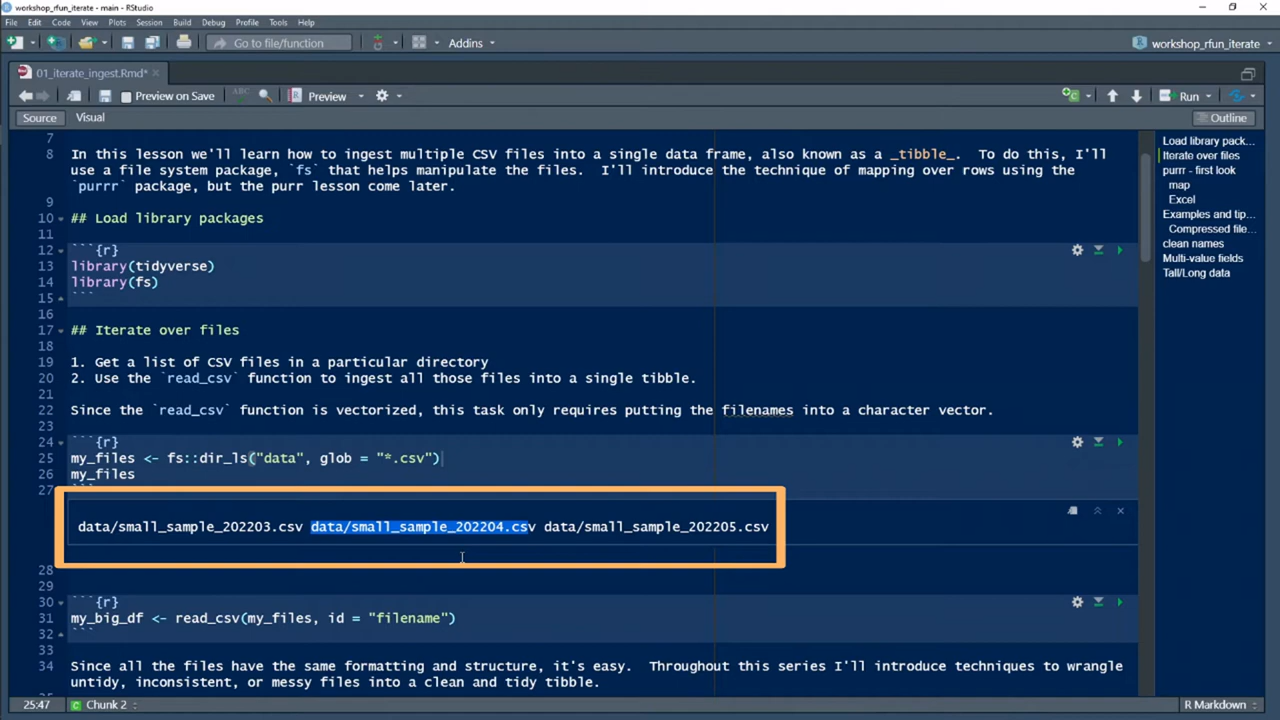 workshop_rfun_iterate - main - RStudio
File Edit Code View Plots Session Build Debug Profile Tools Help
Go to file/function Addins workshop_rfun_iterate
01_iterate_ingest.Rmd*
Preview on Save ABC Preview Run
Source Visual Outline
7
8 In this lesson we'll learn how to ingest multiple CSV files into a single data frame, also known as a _tibble_. To do this, I'll
use a file system package, `fs` that helps manipulate the files. I'll introduce the technique of mapping over rows using the
`purrr` package, but the purr lesson come later.
9
10 ## Load library packages
11
12 ```{r}
13 library(tidyverse)
14 library(fs)
15 ```
16
17 ## Iterate over files
18
19 1. Get a list of CSV files in a particular directory
20 2. Use the `read_csv` function to ingest all those files into a single tibble.
21
22 Since the `read_csv` function is vectorized, this task only requires putting the filenames into a character vector.
23
24 ```{r}
25 my_files <- fs::dir_ls("data", glob = "*.csv")
26 my_files
27
data/small_sample_202203.csv data/small_sample_202204.csv data/small_sample_202205.csv
28
29
30 ```{r}
31 my_big_df <- read_csv(my_files, id = "filename")
32 ```
33
34 Since all the files have the same formatting and structure, it's easy. Throughout this series I'll introduce techniques to wrangle
untidy, inconsistent, or messy files into a clean and tidy tibble.
Load library pack...
Iterate over files
purrr - first look
map
Excel
Examples and tip...
Compressed file...
clean names
Multi-value fields
Tall/Long data
25:47 Chunk 2 R Markdown